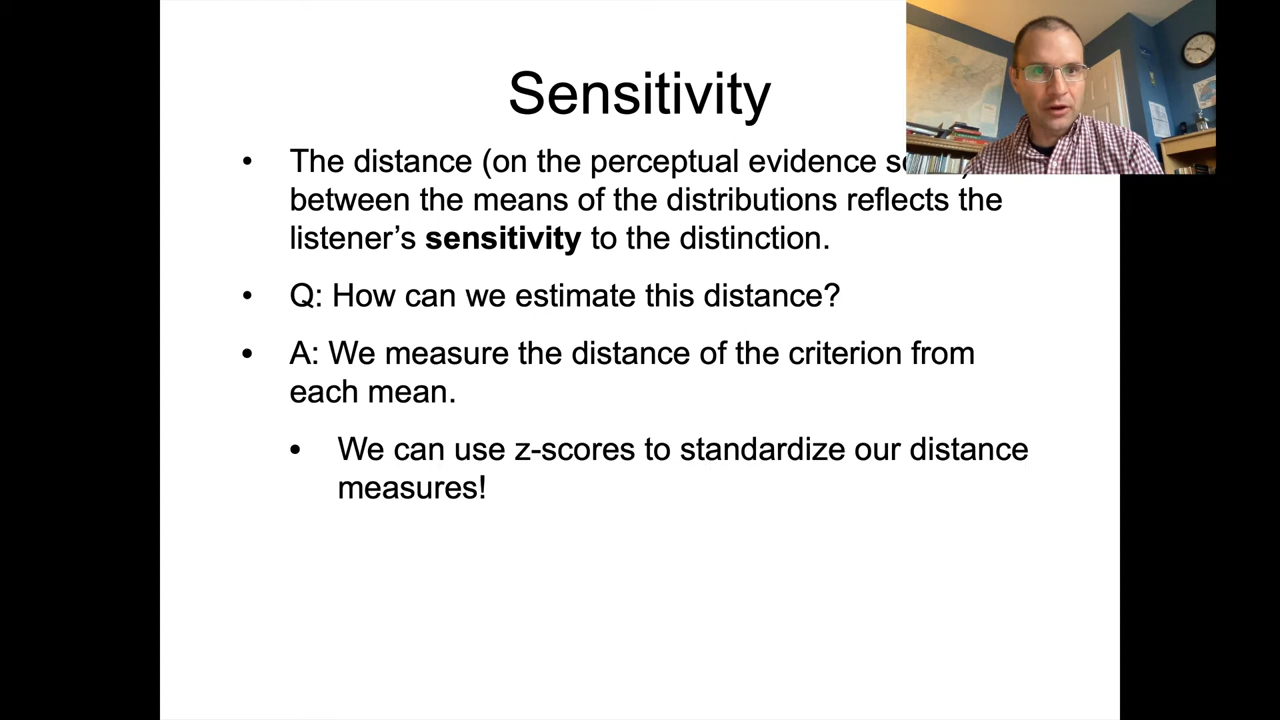 Sensitivity
• The distance (on the perceptual evidence
between the means of the distributions reflects the
listener’s sensitivity to the distinction.
• Q: How can we estimate this distance?
• A: We measure the distance of the criterion from
each mean.
• We can use z-scores to standardize our distance
measures!